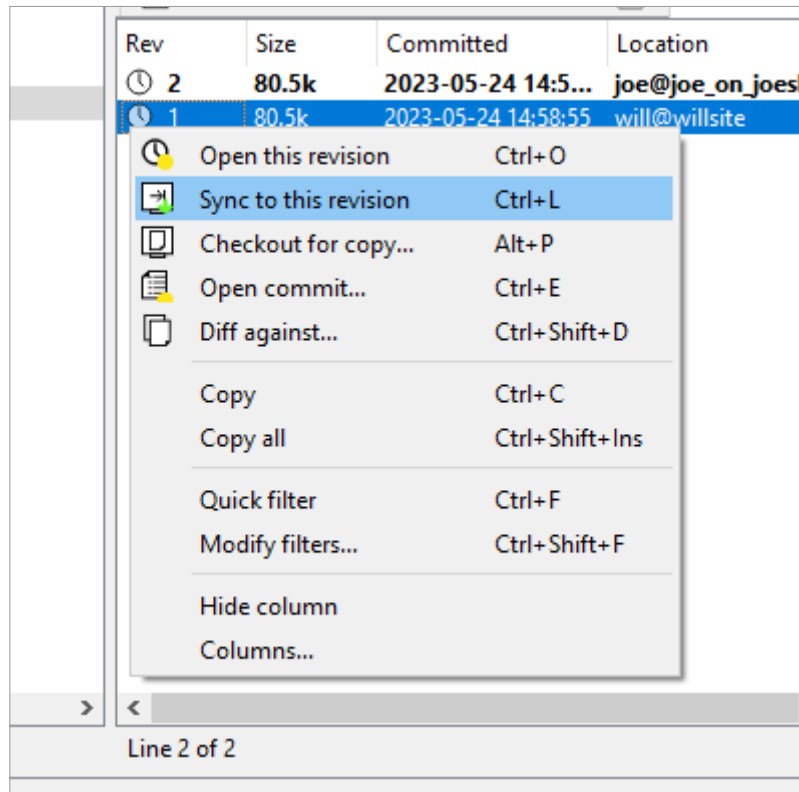 Rev Size Committed Location
2 80.5k 2023-05-24 14:5... joe@joe_on_joes
1 80.5k 2023-05-24 14:58:55 will@willsite
Open this revision Ctrl+O
Sync to this revision Ctrl+L
Checkout for copy... Alt+P
Open commit... Ctrl+E
Diff against... Ctrl+Shift+D
Copy Ctrl+C
Copy all Ctrl+Shift+Ins
Quick filter Ctrl+F
Modify filters... Ctrl+Shift+F
Hide column
Columns...
Line 2 of 2